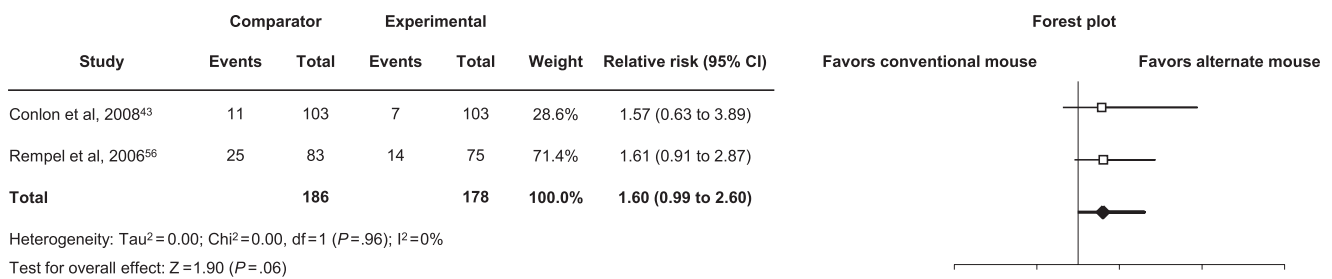 Comparator Experimental Forest plot
Study Events Total Events Total Weight Relative risk (95% CI) Favors conventional mouse Favors alternate mouse
Conlon et al, 2008⁴³ 11 103 7 103 28.6% 1.57 (0.63 to 3.89)
Rempel et al, 2006⁵⁶ 25 83 14 75 71.4% 1.61 (0.91 to 2.87)
Total 186 178 100.0% 1.60 (0.99 to 2.60)
Heterogeneity: Tau²=0.00; Chi²=0.00, df=1 (P=.96); I²=0%
Test for overall effect: Z=1.90 (P=.06)